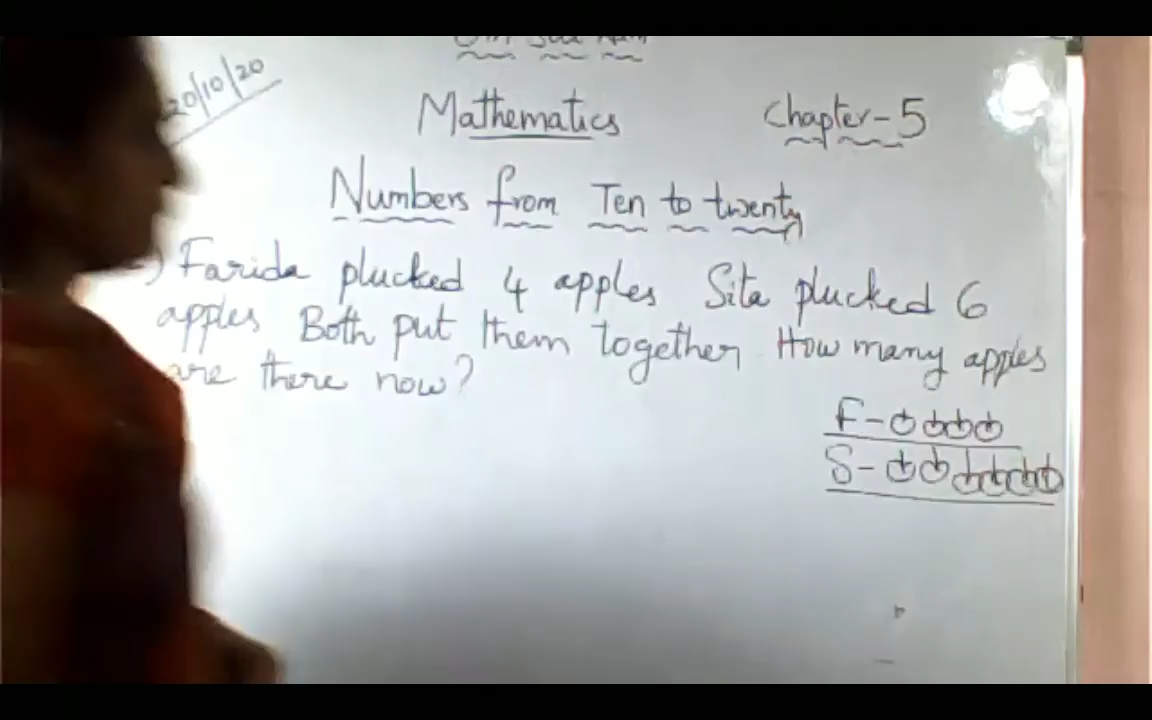 20/10/20
Mathematics Chapter-5
Numbers from Ten to twenty
) Farida plucked 4 apples Sita plucked 6
apples Both put them together How many apples
are there now?
F-
S-